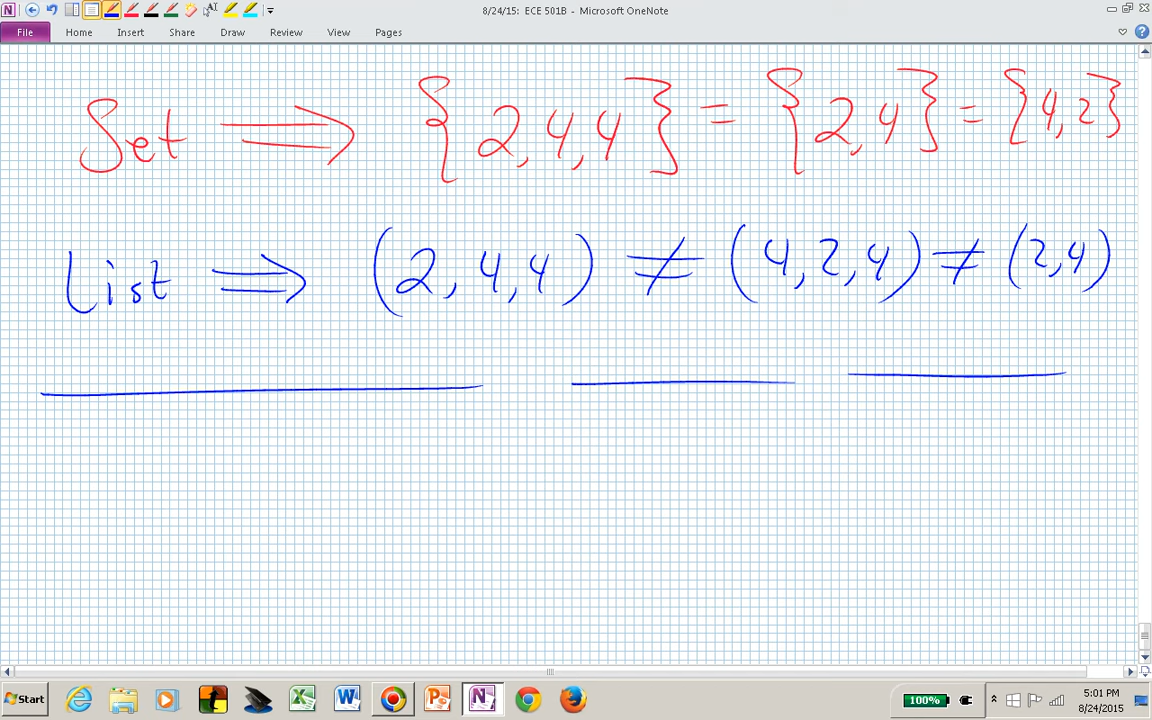 8/24/15: ECE 501B - Microsoft OneNote
File Home Insert Share Draw Review View Pages
Set ⟹ {2,4,4} = {2,4} = {4,2}
List ⟹ (2,4,4) ≠ (4,2,4) ≠ (2,4)
Start 100% 5:01 PM
8/24/2015